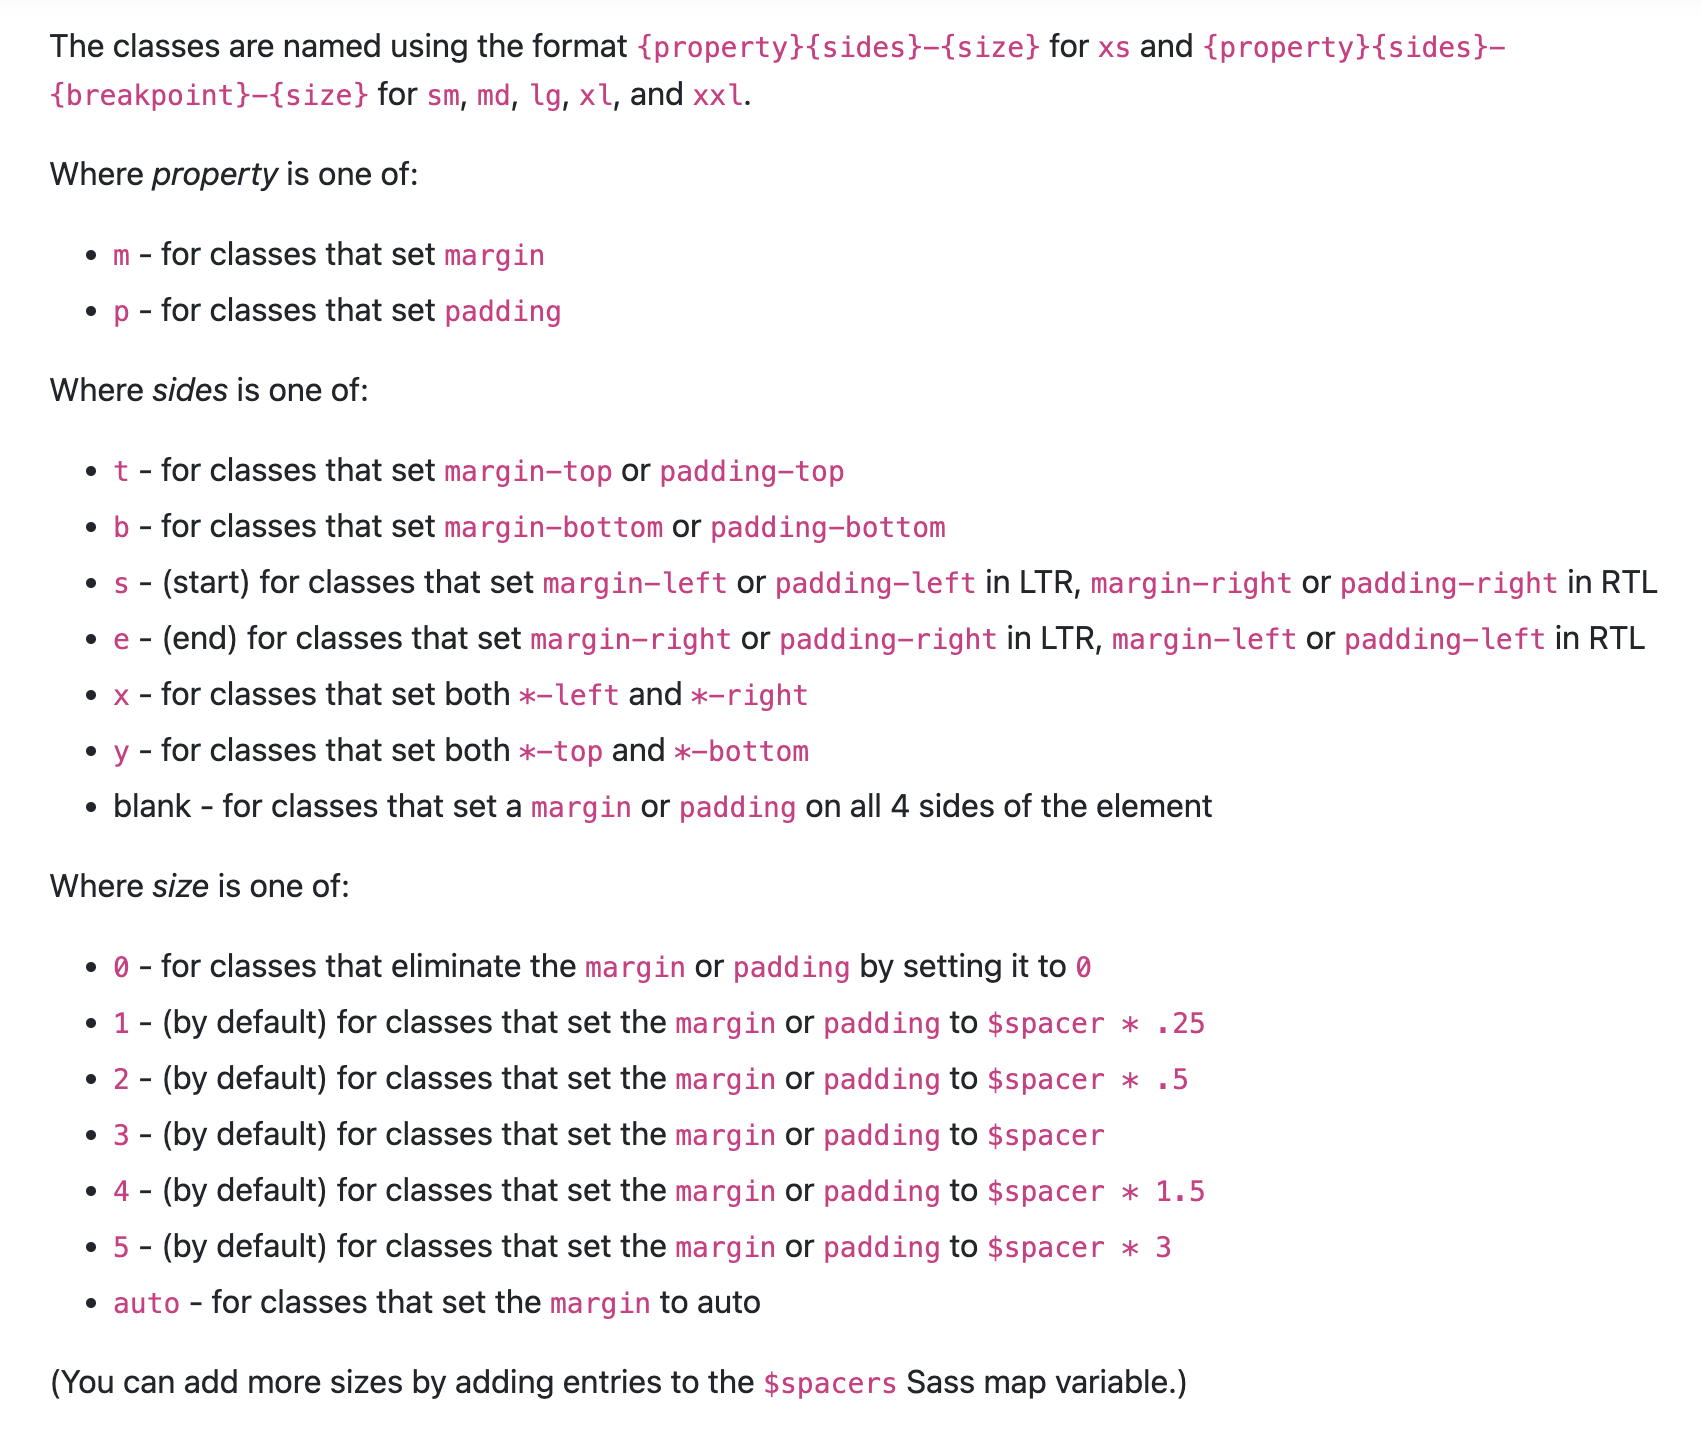 The classes are named using the format {property}{sides}-{size} for xs and {property}{sides}-
{breakpoint}-{size} for sm, md, lg, xl, and xxl.
Where property is one of:
• m - for classes that set margin
• p - for classes that set padding
Where sides is one of:
• t - for classes that set margin-top or padding-top
• b - for classes that set margin-bottom or padding-bottom
• s - (start) for classes that set margin-left or padding-left in LTR, margin-right or padding-right in RTL
• e - (end) for classes that set margin-right or padding-right in LTR, margin-left or padding-left in RTL
• x - for classes that set both *-left and *-right
• y - for classes that set both *-top and *-bottom
• blank - for classes that set a margin or padding on all 4 sides of the element
Where size is one of:
• 0 - for classes that eliminate the margin or padding by setting it to 0
• 1 - (by default) for classes that set the margin or padding to $spacer * .25
• 2 - (by default) for classes that set the margin or padding to $spacer * .5
• 3 - (by default) for classes that set the margin or padding to $spacer
• 4 - (by default) for classes that set the margin or padding to $spacer * 1.5
• 5 - (by default) for classes that set the margin or padding to $spacer * 3
• auto - for classes that set the margin to auto
(You can add more sizes by adding entries to the $spacers Sass map variable.)